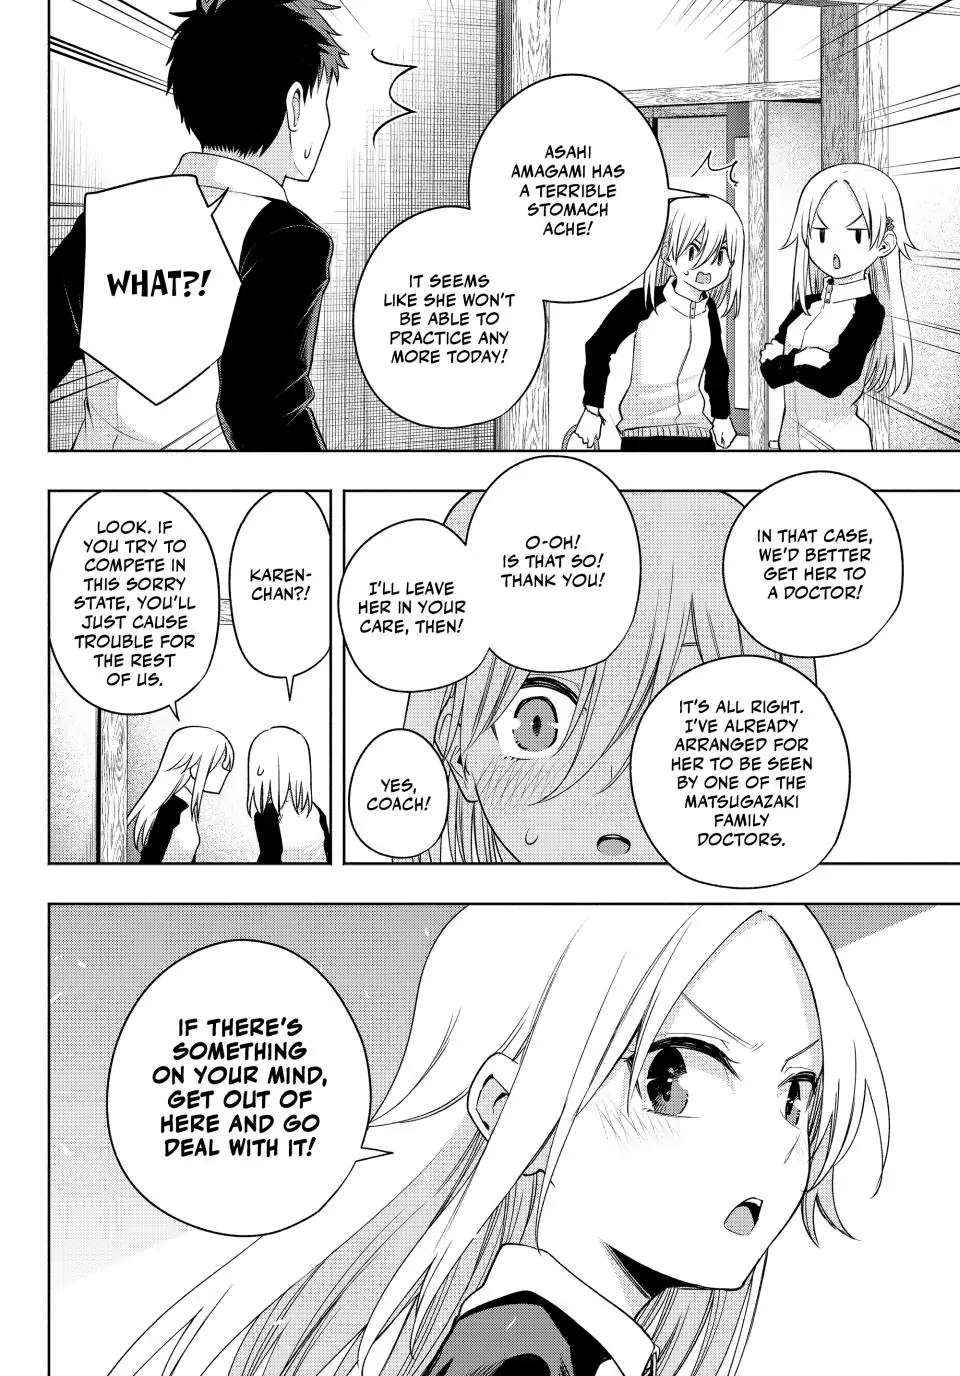 ASAHI
AMAGAMI HAS
A TERRIBLE
STOMACH
ACHE!
IT SEEMS
LIKE SHE WON'T
BE ABLE TO
PRACTICE ANY
MORE TODAY!
WHAT?!
IN THAT CASE,
WE'D BETTER
GET HER TO
A DOCTOR!
IT'S ALL RIGHT.
I'VE ALREADY
ARRANGED FOR
HER TO BE SEEN
BY ONE OF THE
MATSUGAZAKI
FAMILY
DOCTORS.
O-OH!
IS THAT SO!
THANK YOU!
I'LL LEAVE
HER IN YOUR
CARE, THEN!
YES,
COACH!
KAREN-
CHAN?!
LOOK. IF
YOU TRY TO
COMPETE IN
THIS SORRY
STATE, YOU'LL
JUST CAUSE
TROUBLE FOR
THE REST
OF US.
IF THERE'S
SOMETHING
ON YOUR MIND,
GET OUT OF
HERE AND GO
DEAL WITH IT!